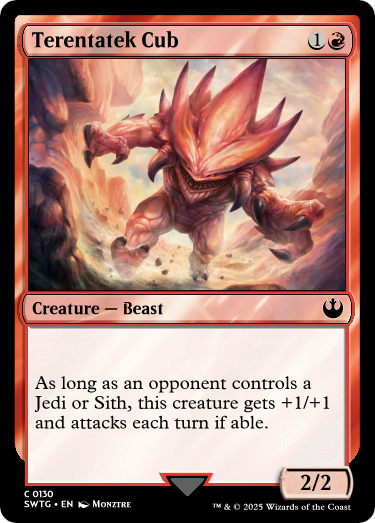 Terentatek Cub 1
Creature — Beast
As long as an opponent controls a
Jedi or Sith, this creature gets +1/+1
and attacks each turn if able.
2/2
C 0130
SWTG • EN Monztre
™ & © 2025 Wizards of the Coast